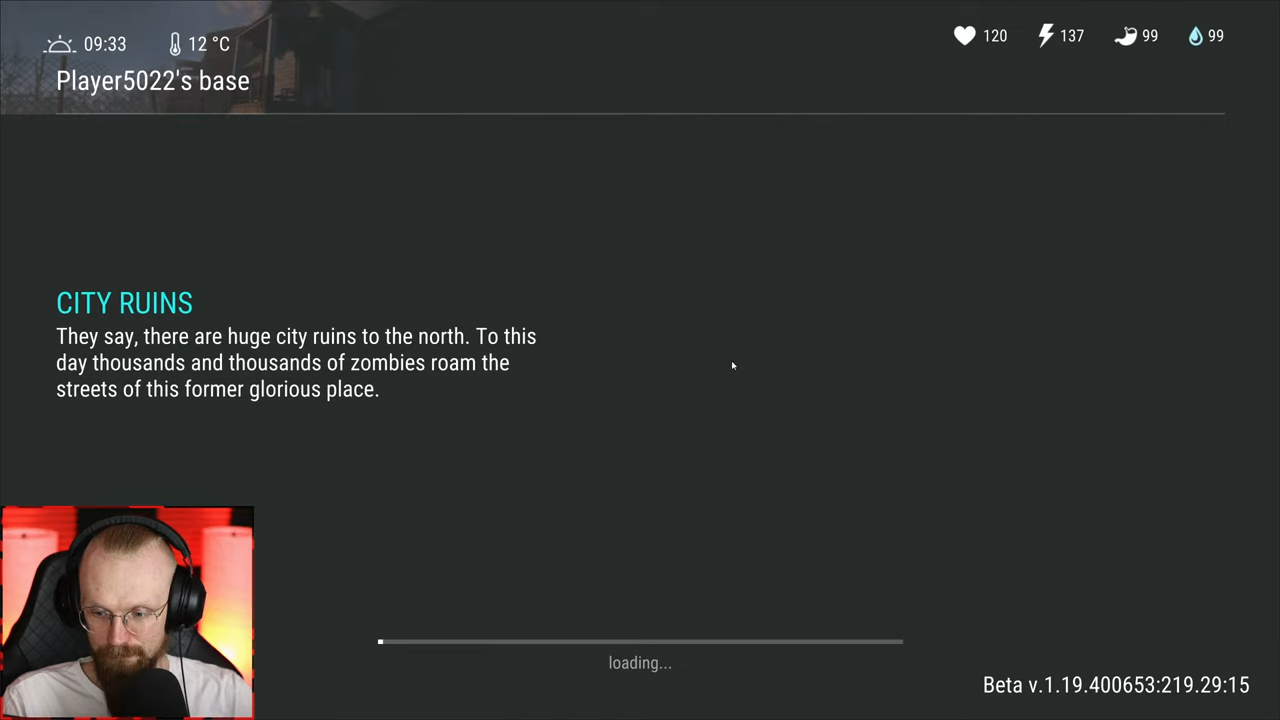 09:33 12 °C
120 137 99 99
Player5022's base
CITY RUINS
They say, there are huge city ruins to the north. To this
day thousands and thousands of zombies roam the
streets of this former glorious place.
loading...
Beta v.1.19.400653:219.29:15